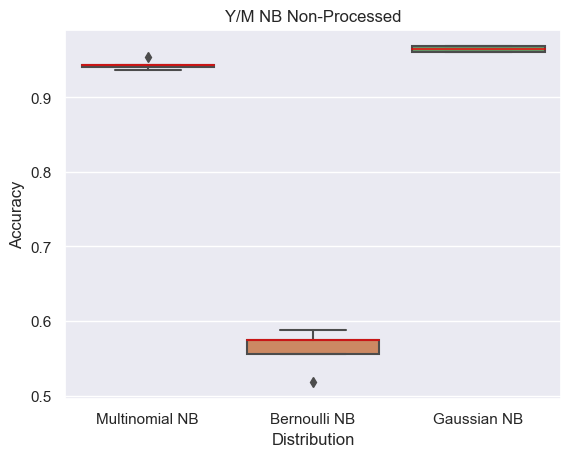 Y/M NB Non-Processed
Accuracy
0.9
0.8
0.7
0.6
0.5
Multinomial NB
Bernoulli NB
Gaussian NB
Distribution